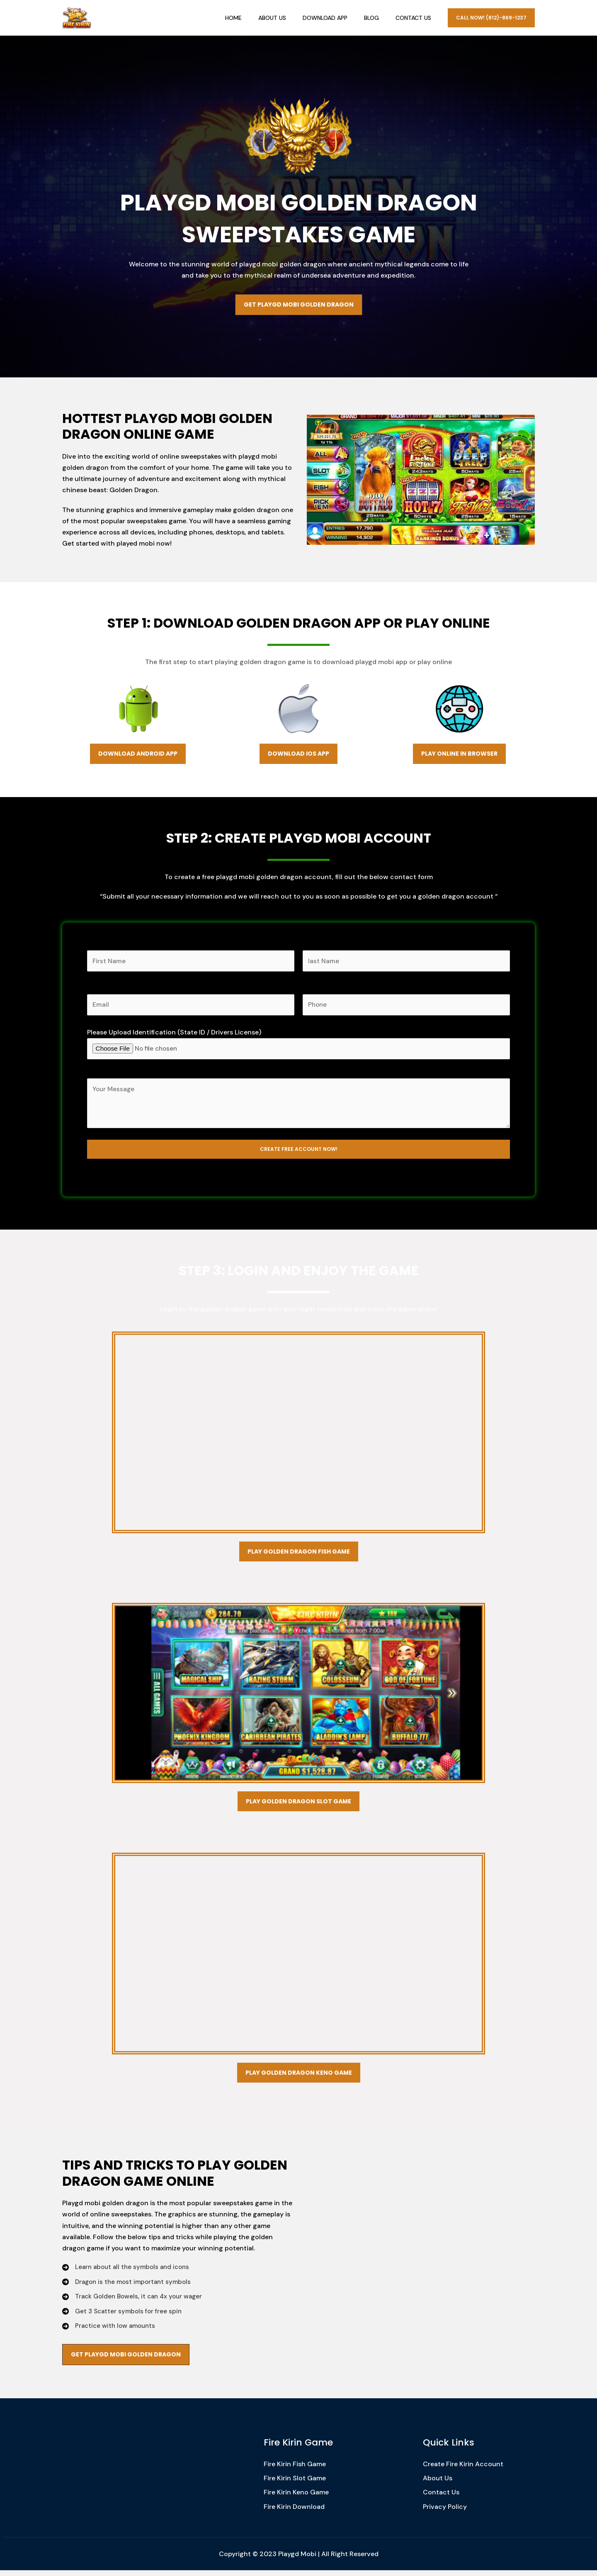 FIRE KIRIN
HOME
ABOUT US
DOWNLOAD APP
BLOG
CONTACT US
CALL NOW! (812)-869-1237
PLAYGD MOBI GOLDEN DRAGON
SWEEPSTAKES GAME
Welcome to the stunning world of playgd mobi golden dragon where ancient mythical legends come to life
and take you to the mythical realm of undersea adventure and expedition.
GET PLAYGD MOBI GOLDEN DRAGON
HOTTEST PLAYGD MOBI GOLDEN
DRAGON ONLINE GAME
Dive into the exciting world of online sweepstakes with playgd mobi
golden dragon from the comfort of your home. The game will take you to
the ultimate journey of adventure and excitement along with mythical
chinese beast: Golden Dragon.
The stunning graphics and immersive gameplay make golden dragon one
of the most popular sweepstakes game. You will have a seamless gaming
experience across all devices, including phones, desktops, and tablets.
Get started with played mobi now!
ALL
SLOT
FISH
HOT 7
ENTRIES 17,790
WINNING 14,902
RANKINGS BONUS
STEP 1: DOWNLOAD GOLDEN DRAGON APP OR PLAY ONLINE
The first step to start playing golden dragon game is to download playgd mobi app or play online
DOWNLOAD ANDROID APP
DOWNLOAD IOS APP
PLAY ONLINE IN BROWSER
STEP 2: CREATE PLAYGD MOBI ACCOUNT
To create a free playgd mobi golden dragon account, fill out the below contact form
“Submit all your necessary information and we will reach out to you as soon as possible to get you a golden dragon account ”
First Name
last Name
Email
Phone
Please Upload Identification (State ID / Drivers License)
Choose File No file chosen
Your Message
CREATE FREE ACCOUNT NOW!
STEP 3: LOGIN AND ENJOY THE GAME
PLAY GOLDEN DRAGON FISH GAME
284.70
FIRE KIRIN
ALL GAMES
MAGICAL SHIP
BLAZING STORM
COLOSSEUM
GOD OF FORTUNE
PHOENIX KINGDOM
CARIBBEAN PIRATES
ALADDIN'S LAMP
BUFFALO 777
GRAND $1,528.87
PLAY GOLDEN DRAGON SLOT GAME
PLAY GOLDEN DRAGON KENO GAME
TIPS AND TRICKS TO PLAY GOLDEN
DRAGON GAME ONLINE
Playgd mobi golden dragon is the most popular sweepstakes game in the
world of online sweepstakes. The graphics are stunning, the gameplay is
intuitive, and the winning potential is higher than any other game
available. Follow the below tips and tricks while playing the golden
dragon game if you want to maximize your winning potential.
Learn about all the symbols and icons
Dragon is the most important symbols
Track Golden Bowels, it can 4x your wager
Get 3 Scatter symbols for free spin
Practice with low amounts
GET PLAYGD MOBI GOLDEN DRAGON
Fire Kirin Game
Fire Kirin Fish Game
Fire Kirin Slot Game
Fire Kirin Keno Game
Fire Kirin Download
Quick Links
Create Fire Kirin Account
About Us
Contact Us
Privacy Policy
Copyright © 2023 Playgd Mobi | All Right Reserved